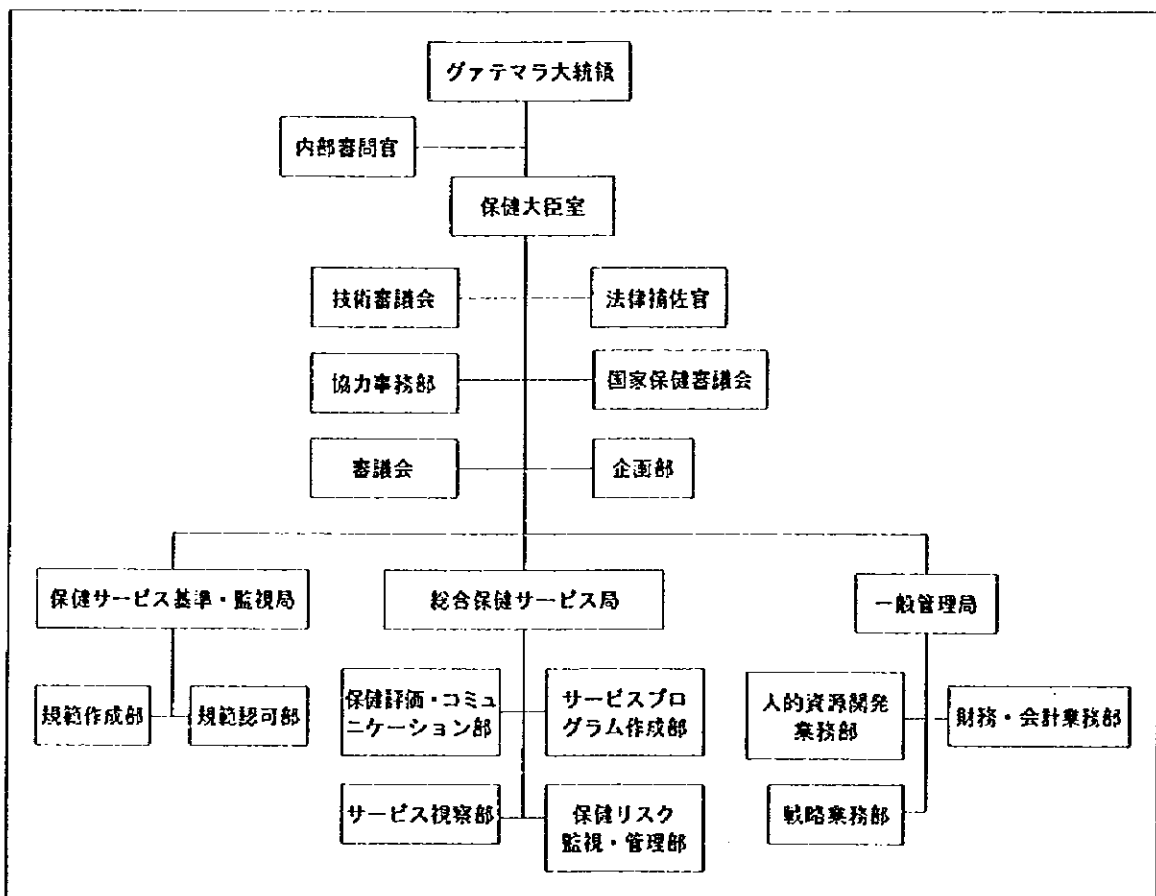 グァテマラ大統領
内部審問官
保健大臣室
技術審議会
法律補佐官
協力事務部
国家保健審議会
審議会
企画部
保健サービス基準・監視局
総合保健サービス局
一般管理局
規範作成部
規範認可部
保健評価・コミュ
ニケーション部
サービスプロ
グラム作成部
人的資源開発
業務部
財務・会計業務部
サービス視察部
保健リスク
監視・管理部
戦略業務部